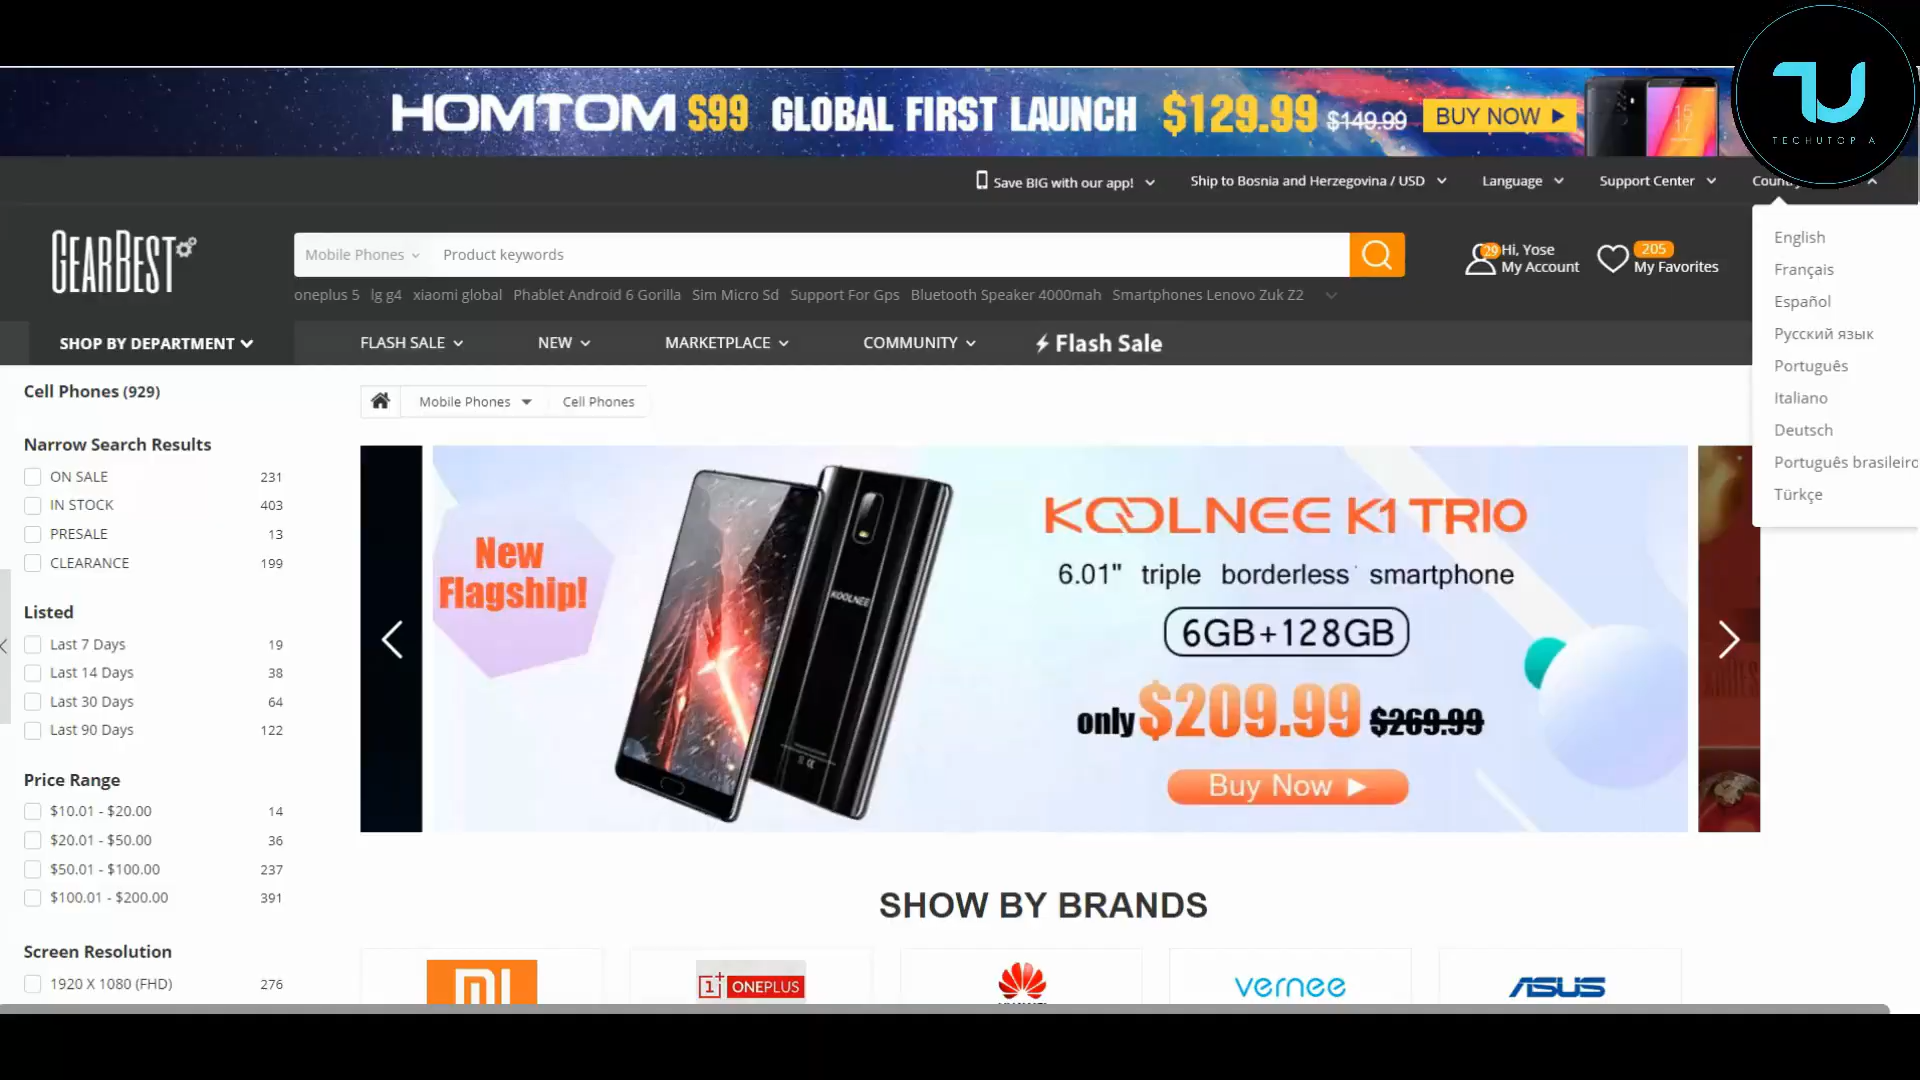 HOMTOM S99 GLOBAL FIRST LAUNCH $129.99 $149.99 BUY NOW
TU
TECHUTOPIA
Save BIG with our app! Ship to Bosnia and Herzegovina / USD Language Support Center
GEARBEST
Mobile Phones Product keywords
29 Hi, Yose
My Account
205
My Favorites
oneplus 5 lg g4 xiaomi global Phablet Android 6 Gorilla Sim Micro Sd Support For Gps Bluetooth Speaker 4000mah Smartphones Lenovo Zuk Z2
English
Français
Español
Русский язык
Português
Italiano
Deutsch
Português brasileiro
Türkçe
SHOP BY DEPARTMENT FLASH SALE NEW MARKETPLACE COMMUNITY Flash Sale
Cell Phones (929)
Mobile Phones Cell Phones
Narrow Search Results
ON SALE 231
IN STOCK 403
PRESALE 13
CLEARANCE 199
Listed
Last 7 Days 19
Last 14 Days 38
Last 30 Days 64
Last 90 Days 122
Price Range
$10.01 - $20.00 14
$20.01 - $50.00 36
$50.01 - $100.00 237
$100.01 - $200.00 391
Screen Resolution
1920 X 1080 (FHD) 276
New
Flagship!
KOOLNEE
KOOLNEE K1 TRIO
6.01" triple borderless smartphone
6GB+128GB
only $209.99 $269.99
Buy Now
SHOW BY BRANDS
MI
1+ ONEPLUS
vernee
ASUS